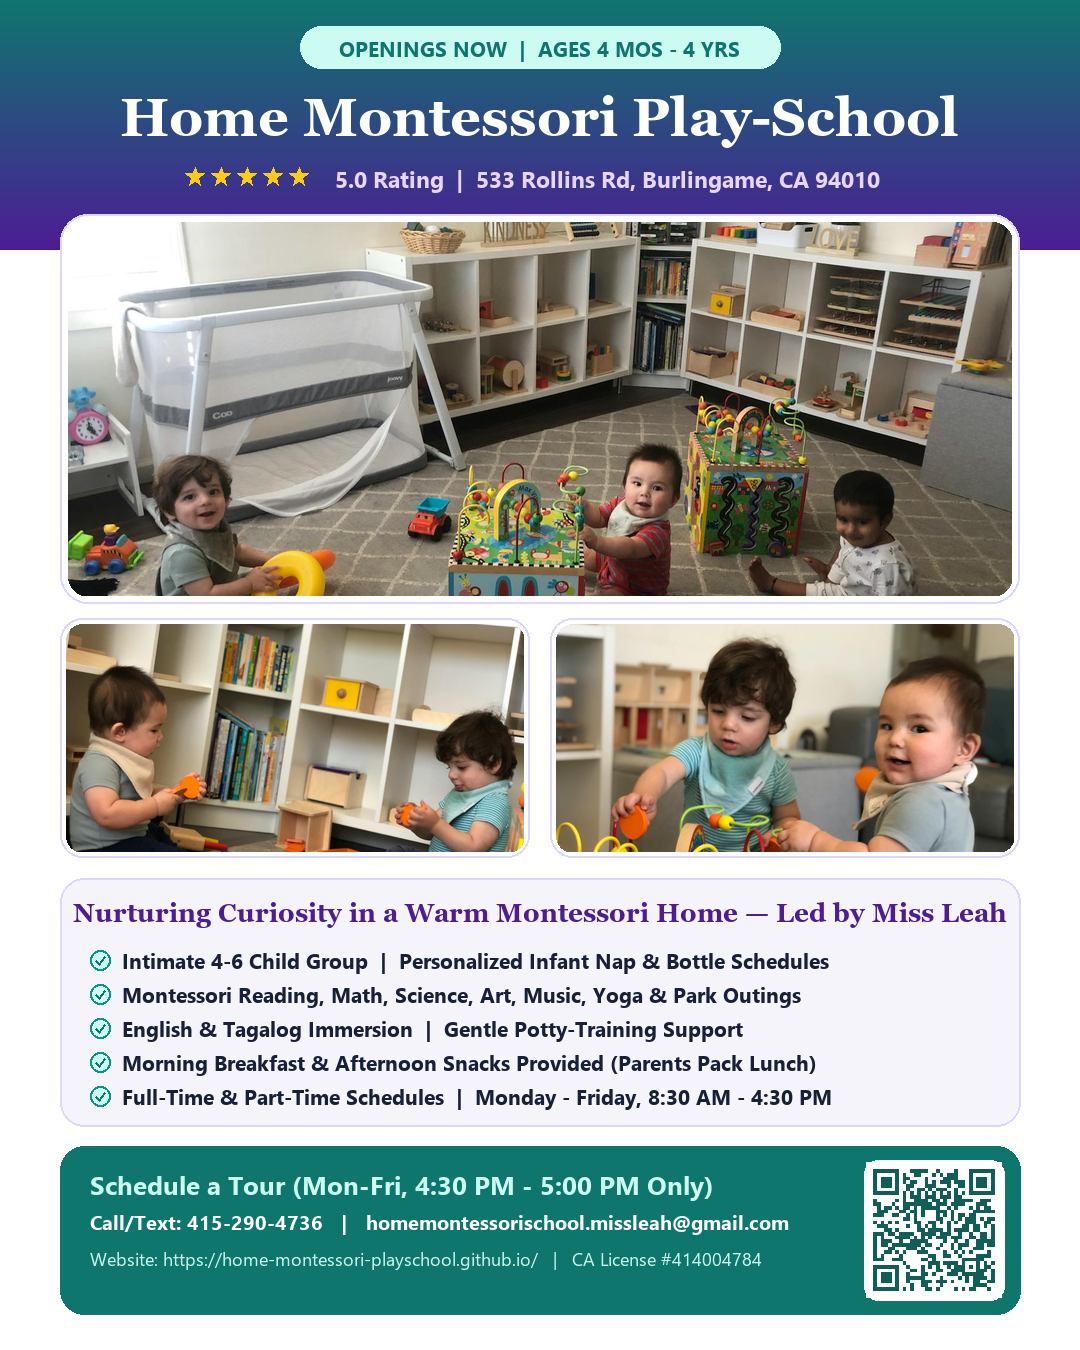 OPENINGS NOW | AGES 4 MOS - 4 YRS
Home Montessori Play-School
5.0 Rating | 533 Rollins Rd, Burlingame, CA 94010
KINDNESS
LOVE
Coo
joovy
Nurturing Curiosity in a Warm Montessori Home — Led by Miss Leah
Intimate 4-6 Child Group | Personalized Infant Nap & Bottle Schedules
Montessori Reading, Math, Science, Art, Music, Yoga & Park Outings
English & Tagalog Immersion | Gentle Potty-Training Support
Morning Breakfast & Afternoon Snacks Provided (Parents Pack Lunch)
Full-Time & Part-Time Schedules | Monday - Friday, 8:30 AM - 4:30 PM
Schedule a Tour (Mon-Fri, 4:30 PM - 5:00 PM Only)
Call/Text: 415-290-4736 | homemontessorischool.missleah@gmail.com
Website: https://home-montessori-playschool.github.io/ | CA License #414004784